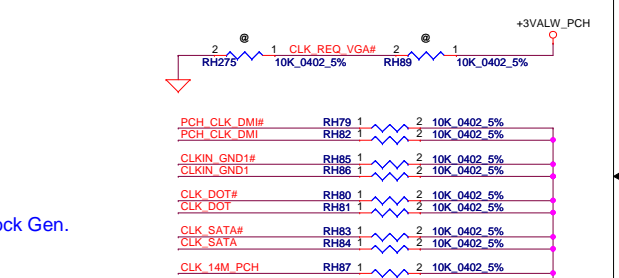 +3VALW_PCH
@ @
2 1 CLK_REQ_VGA# 2 1
RH275 10K_0402_5% RH89 10K_0402_5%
PCH_CLK_DMI# RH79 1 2 10K_0402_5%
PCH_CLK_DMI RH82 1 2 10K_0402_5%
CLKIN_GND1# RH85 1 2 10K_0402_5%
CLKIN_GND1 RH86 1 2 10K_0402_5%
CLK_DOT# RH80 1 2 10K_0402_5%
CLK_DOT RH81 1 2 10K_0402_5%
ock Gen.
CLK_SATA# RH83 1 2 10K_0402_5%
CLK_SATA RH84 1 2 10K_0402_5%
CLK_14M_PCH RH87 1 2 10K_0402_5%